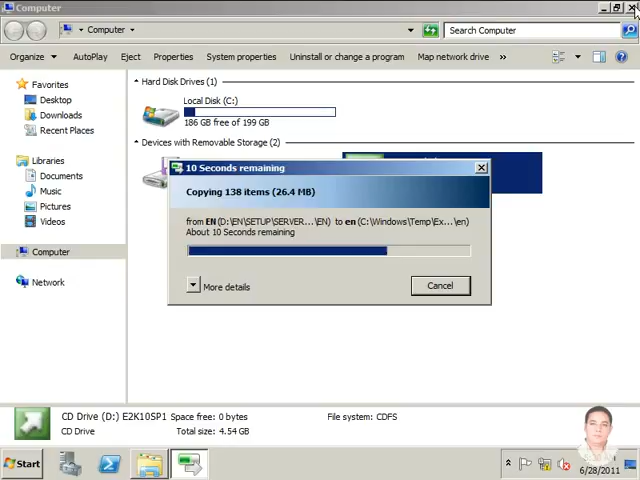 Computer
Computer
Search Computer
Organize AutoPlay Eject Properties System properties Uninstall or change a program Map network drive »
Favorites
Desktop
Downloads
Recent Places
Libraries
Documents
Music
Pictures
Videos
Computer
Network
Hard Disk Drives (1)
Local Disk (C:)
186 GB free of 199 GB
Devices with Removable Storage (2)
10 Seconds remaining
Copying 138 items (26.4 MB)
from EN (D:\EN\SETUP\SERVER...\EN) to en (C:\Windows\Temp\Ex...\en)
About 10 Seconds remaining
More details
Cancel
CD Drive (D:) E2K10SP1 Space free: 0 bytes File system: CDFS
CD Drive Total size: 4.54 GB
Start
6/28/2011